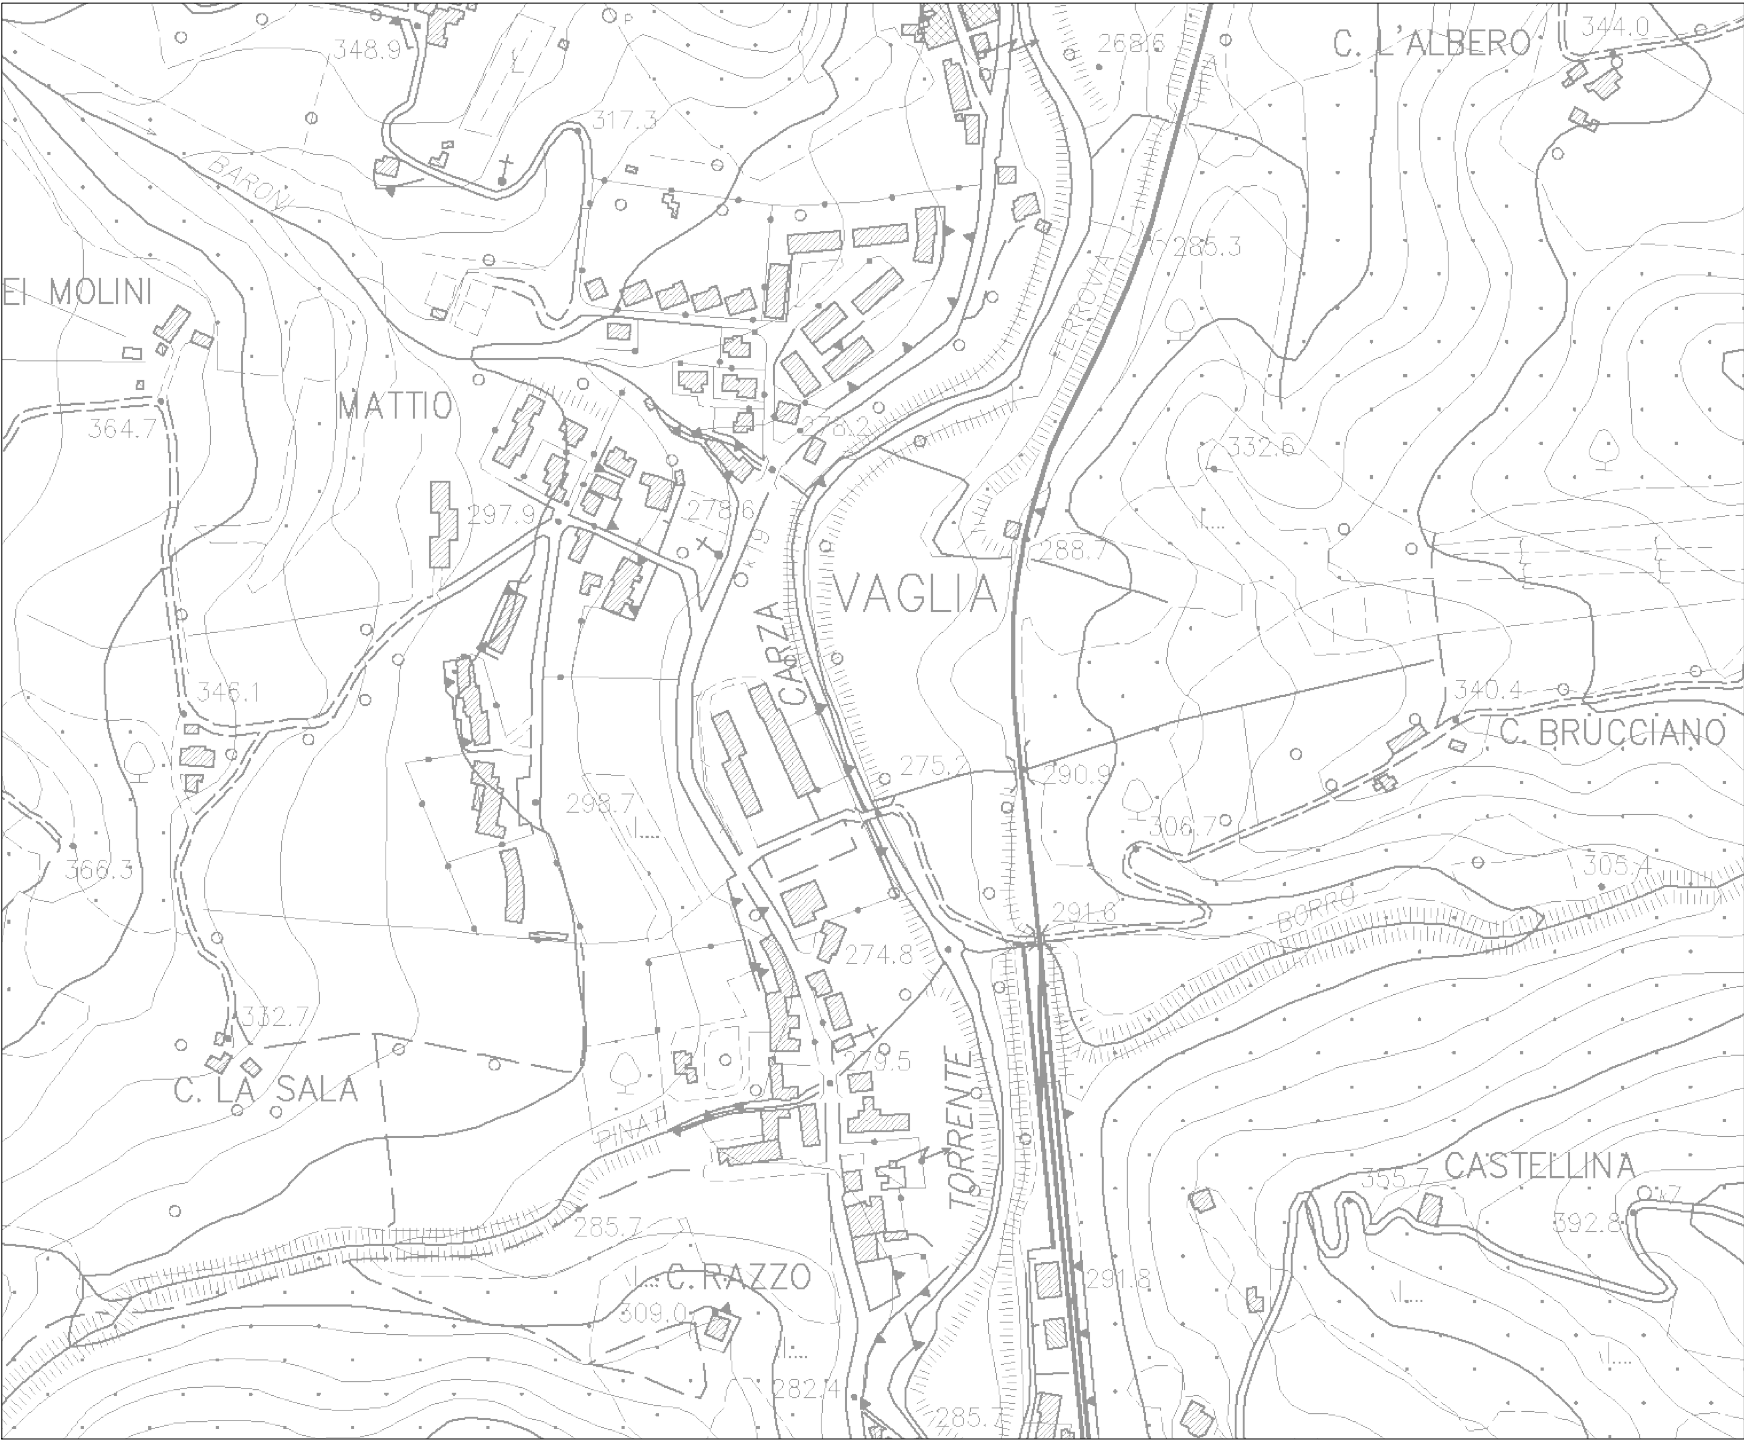 348.9
P
268.6
C. L'ALBERO
344.0
317.3
BARONI
285.3
FERROVIA
EI MOLINI
MATTIO
364.7
278.2
332.6
297.9
278.6
k 19
288.7
VAGLIA
CARZA
346.1
340.4
C. BRUCCIANO
275.2
290.9
298.7
306.7
366.3
305.4
291.6
BORRO
274.8
332.7
279.5
C. LA SALA
TORRENTE
PINAT
CASTELLINA
355.7
392.8
285.7
C. RAZZO
291.8
309.0
282.4
285.7